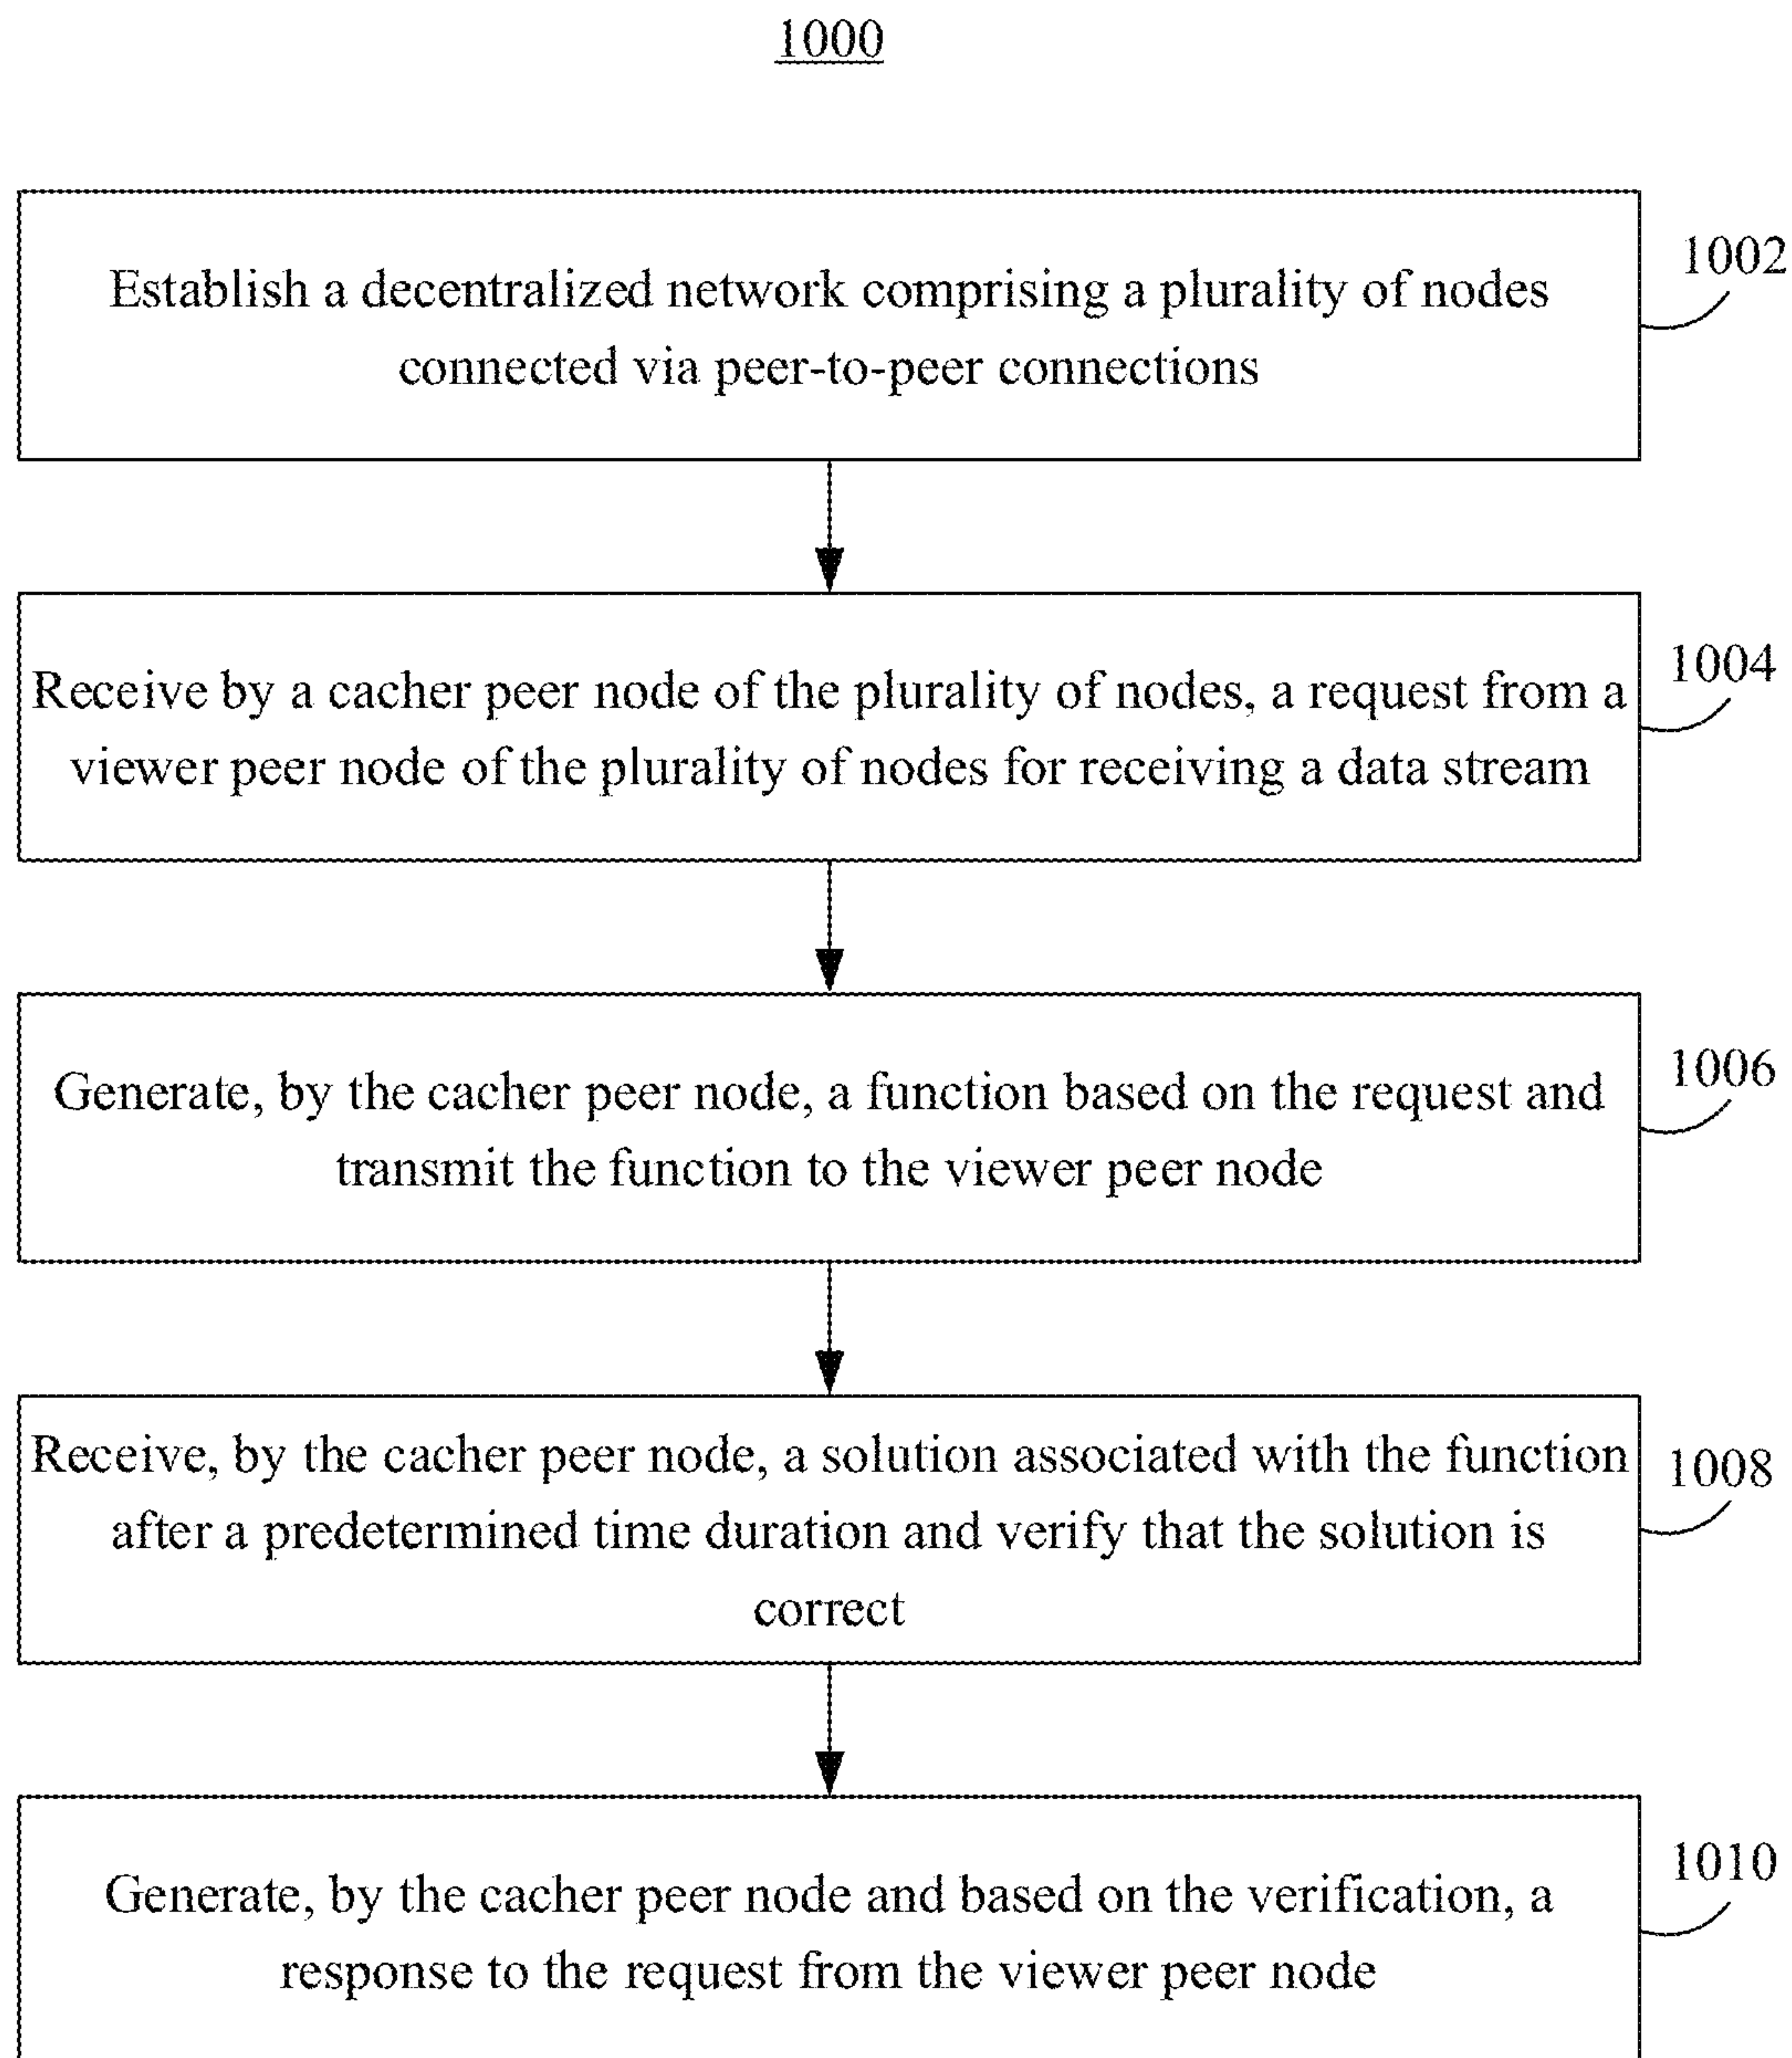 1000
Establish a decentralized network comprising a plurality of nodes
connected via peer-to-peer connections
1002
Receive by a cacher peer node of the plurality of nodes, a request from a
viewer peer node of the plurality of nodes for receiving a data stream
1004
Generate, by the cacher peer node, a function based on the request and
transmit the function to the viewer peer node
1006
Receive, by the cacher peer node, a solution associated with the function
after a predetermined time duration and verify that the solution is
correct
1008
Generate, by the cacher peer node and based on the verification, a
response to the request from the viewer peer node
1010